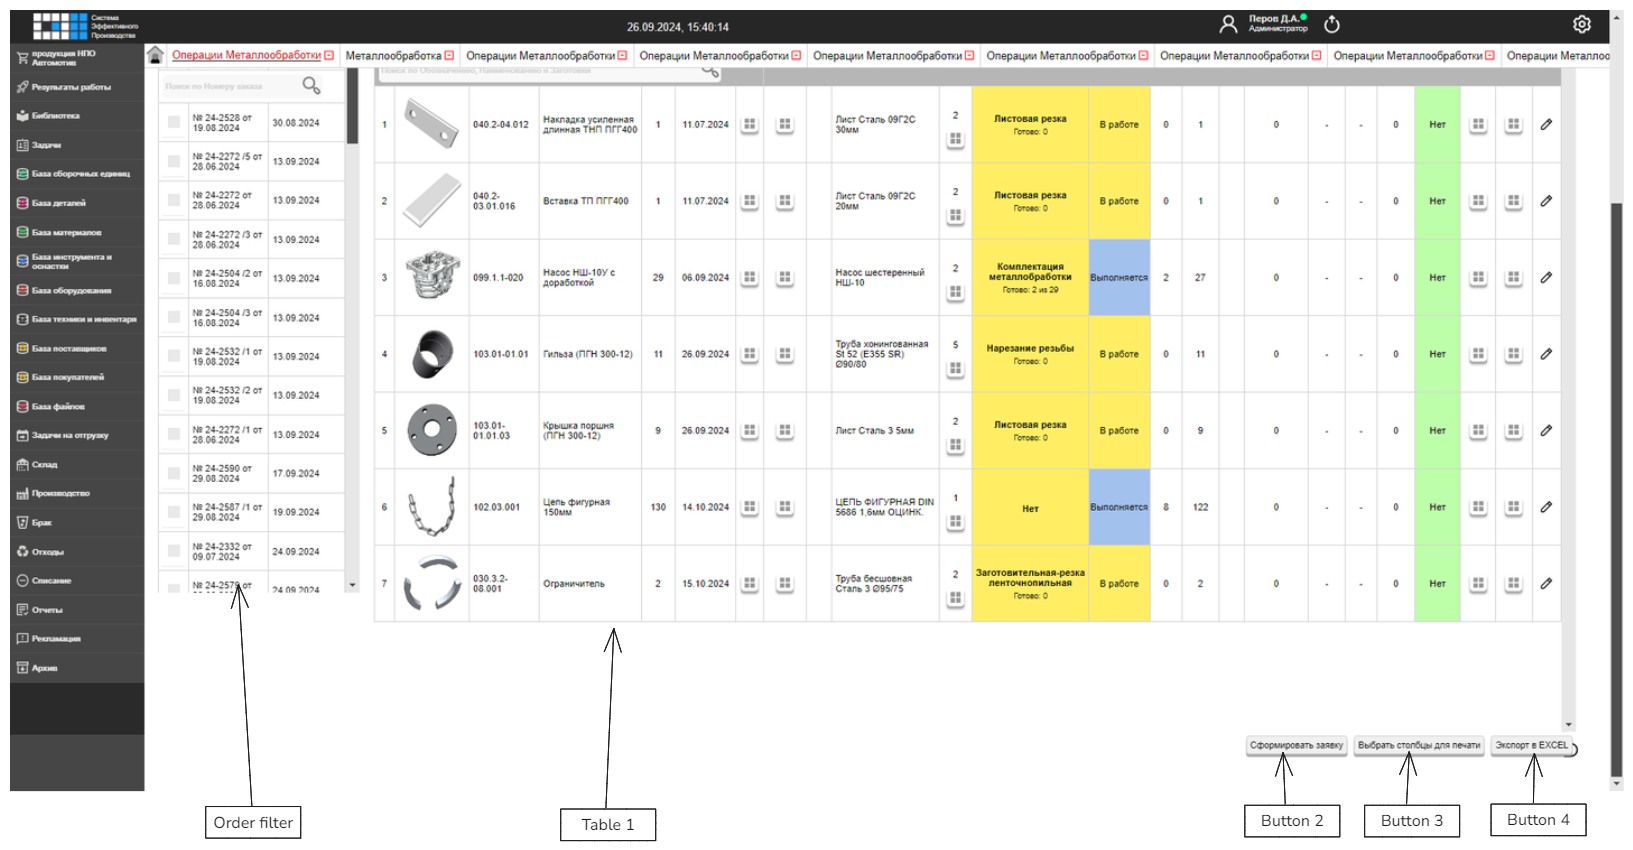 Система
Эффективного
Производства
26.09.2024, 15:40:14
Перов Д.А.
Администратор
продукция НПО
Автомотив
Результаты работы
Библиотека
Задачи
База сборочных единиц
База деталей
База материалов
База инструмента и
оснастки
База оборудования
База техники и инвентаря
База поставщиков
База покупателей
База файлов
Задачи на отгрузку
Склад
Производство
Брак
Отходы
Списание
Отчеты
Рекламация
Архив
Операции Металлообработки
Металлообработка
Операции Металлообработки
Операции Металлообработки
Операции Металлообработки
Операции Металлообработки
Операции Металлообработки
Операции Металлообработки
Операции Металлоо
Поиск по Номеру заказа
№ 24-2528 от
19.08.2024
30.08.2024
№ 24-2272 /5 от
28.06.2024
13.09.2024
№ 24-2272 от
28.06.2024
13.09.2024
№ 24-2272 /3 от
28.06.2024
13.09.2024
№ 24-2504 /2 от
16.08.2024
13.09.2024
№ 24-2504 /3 от
16.08.2024
13.09.2024
№ 24-2532 /1 от
19.08.2024
13.09.2024
№ 24-2532 /2 от
19.08.2024
13.09.2024
№ 24-2272 /1 от
28.06.2024
13.09.2024
№ 24-2590 от
29.08.2024
17.09.2024
№ 24-2587 /1 от
29.08.2024
19.09.2024
№ 24-2332 от
09.07.2024
24.09.2024
№ 24-2579 от
24.09.2024
Поиск по Обозначению, Наименованию и Заготовки
1
040.2-04.012
Накладка усиленная
длинная ТНП ПГГ400
1
11.07.2024
Лист Сталь 09Г2С
30мм
2
Листовая резка
Готово: 0
В работе
0
1
0
-
-
0
Нет
2
040.2-
03.01.016
Вставка ТП ПГГ400
1
11.07.2024
Лист Сталь 09Г2С
20мм
2
Листовая резка
Готово: 0
В работе
0
1
0
-
-
0
Нет
3
099.1.1-020
Насос НШ-10У с
доработкой
29
06.09.2024
Насос шестеренный
НШ-10
2
Комплектация
металлобработки
Готово: 2 из 29
Выполняется
2
27
0
-
-
0
Нет
4
103.01-01.01
Гильза (ПГН 300-12)
11
26.09.2024
Труба хонингованная
St 52 (E355 SR)
Ø90/80
5
Нарезание резьбы
Готово: 0
В работе
0
11
0
-
-
0
Нет
5
103.01-
01.01.03
Крышка поршня
(ПГН 300-12)
9
26.09.2024
Лист Сталь 3 5мм
2
Листовая резка
Готово: 0
В работе
0
9
0
-
-
0
Нет
6
102.03.001
Цепь фигурная
150мм
130
14.10.2024
ЦЕПЬ ФИГУРНАЯ DIN
5686 1,6мм ОЦИНК.
1
Нет
Выполняется
8
122
0
-
-
0
Нет
7
030.3.2-
08.001
Ограничитель
2
15.10.2024
Труба бесшовная
Сталь 3 Ø95/75
2
Заготовительная-резка
ленточнопильная
Готово: 0
В работе
0
2
0
-
-
0
Нет
Сформировать заявку
Выбрать столбцы для печати
Экспорт в EXCEL
Order filter
Table 1
Button 2
Button 3
Button 4